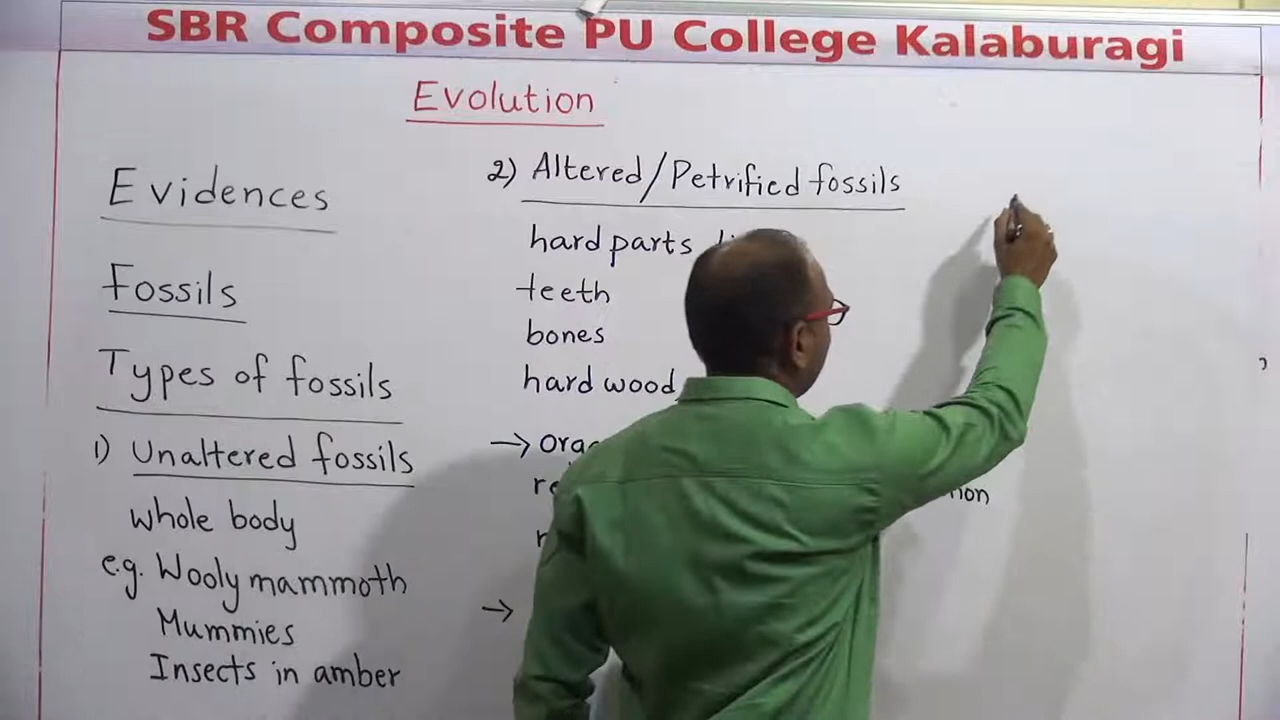 SBR Composite PU College Kalaburagi
Evolution
Evidences
Fossils
Types of fossils
1) Unaltered fossils
whole body
e.g. Wooly mammoth
Mummies
Insects in amber
2) Altered/Petrified fossils
hard parts
teeth
bones
hard wood
→
→